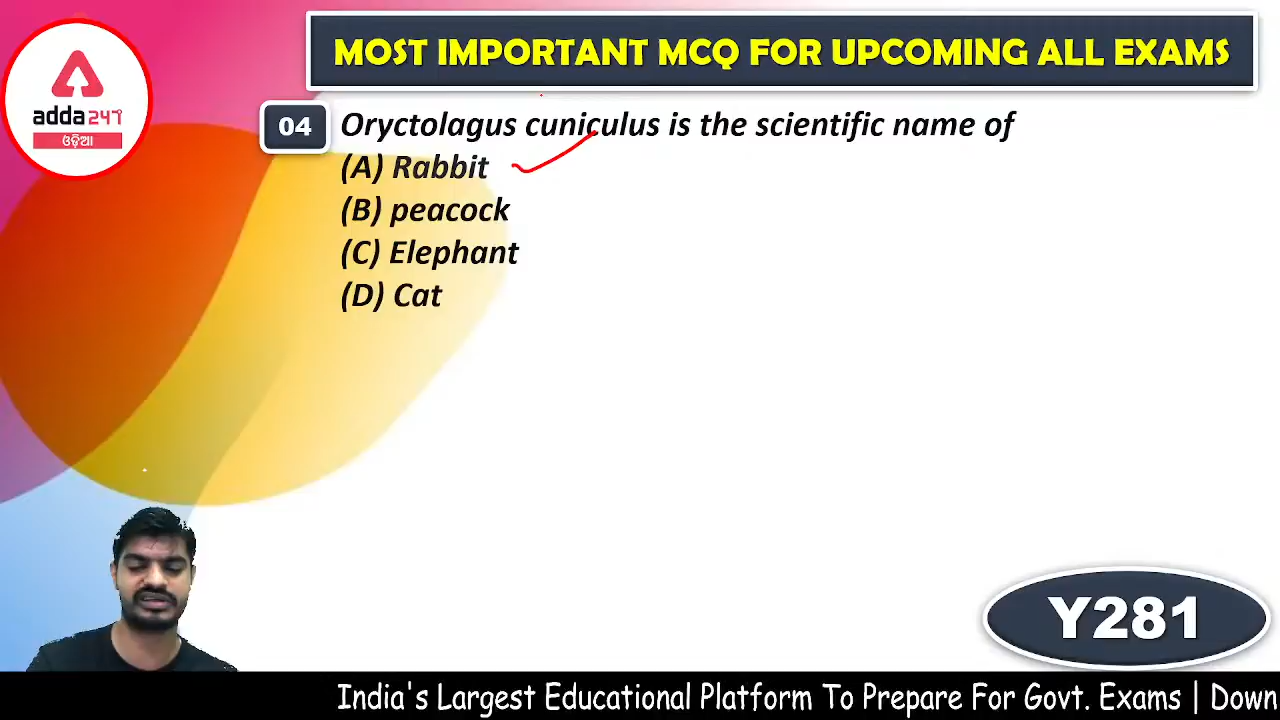 MOST IMPORTANT MCQ FOR UPCOMING ALL EXAMS
adda247
ଓଡ଼ିଆ
04
Oryctolagus cuniculus is the scientific name of
(A) Rabbit
(B) peacock
(C) Elephant
(D) Cat
Y281
India's Largest Educational Platform To Prepare For Govt. Exams | Down